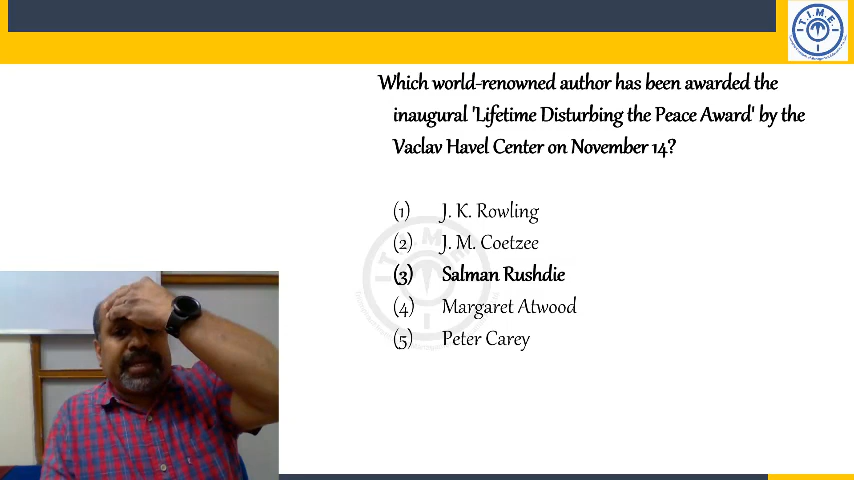 T.I.M.E.
Which world-renowned author has been awarded the
inaugural 'Lifetime Disturbing the Peace Award' by the
Vaclav Havel Center on November 14?
(1) J. K. Rowling
(2) J. M. Coetzee
(3) Salman Rushdie
(4) Margaret Atwood
(5) Peter Carey